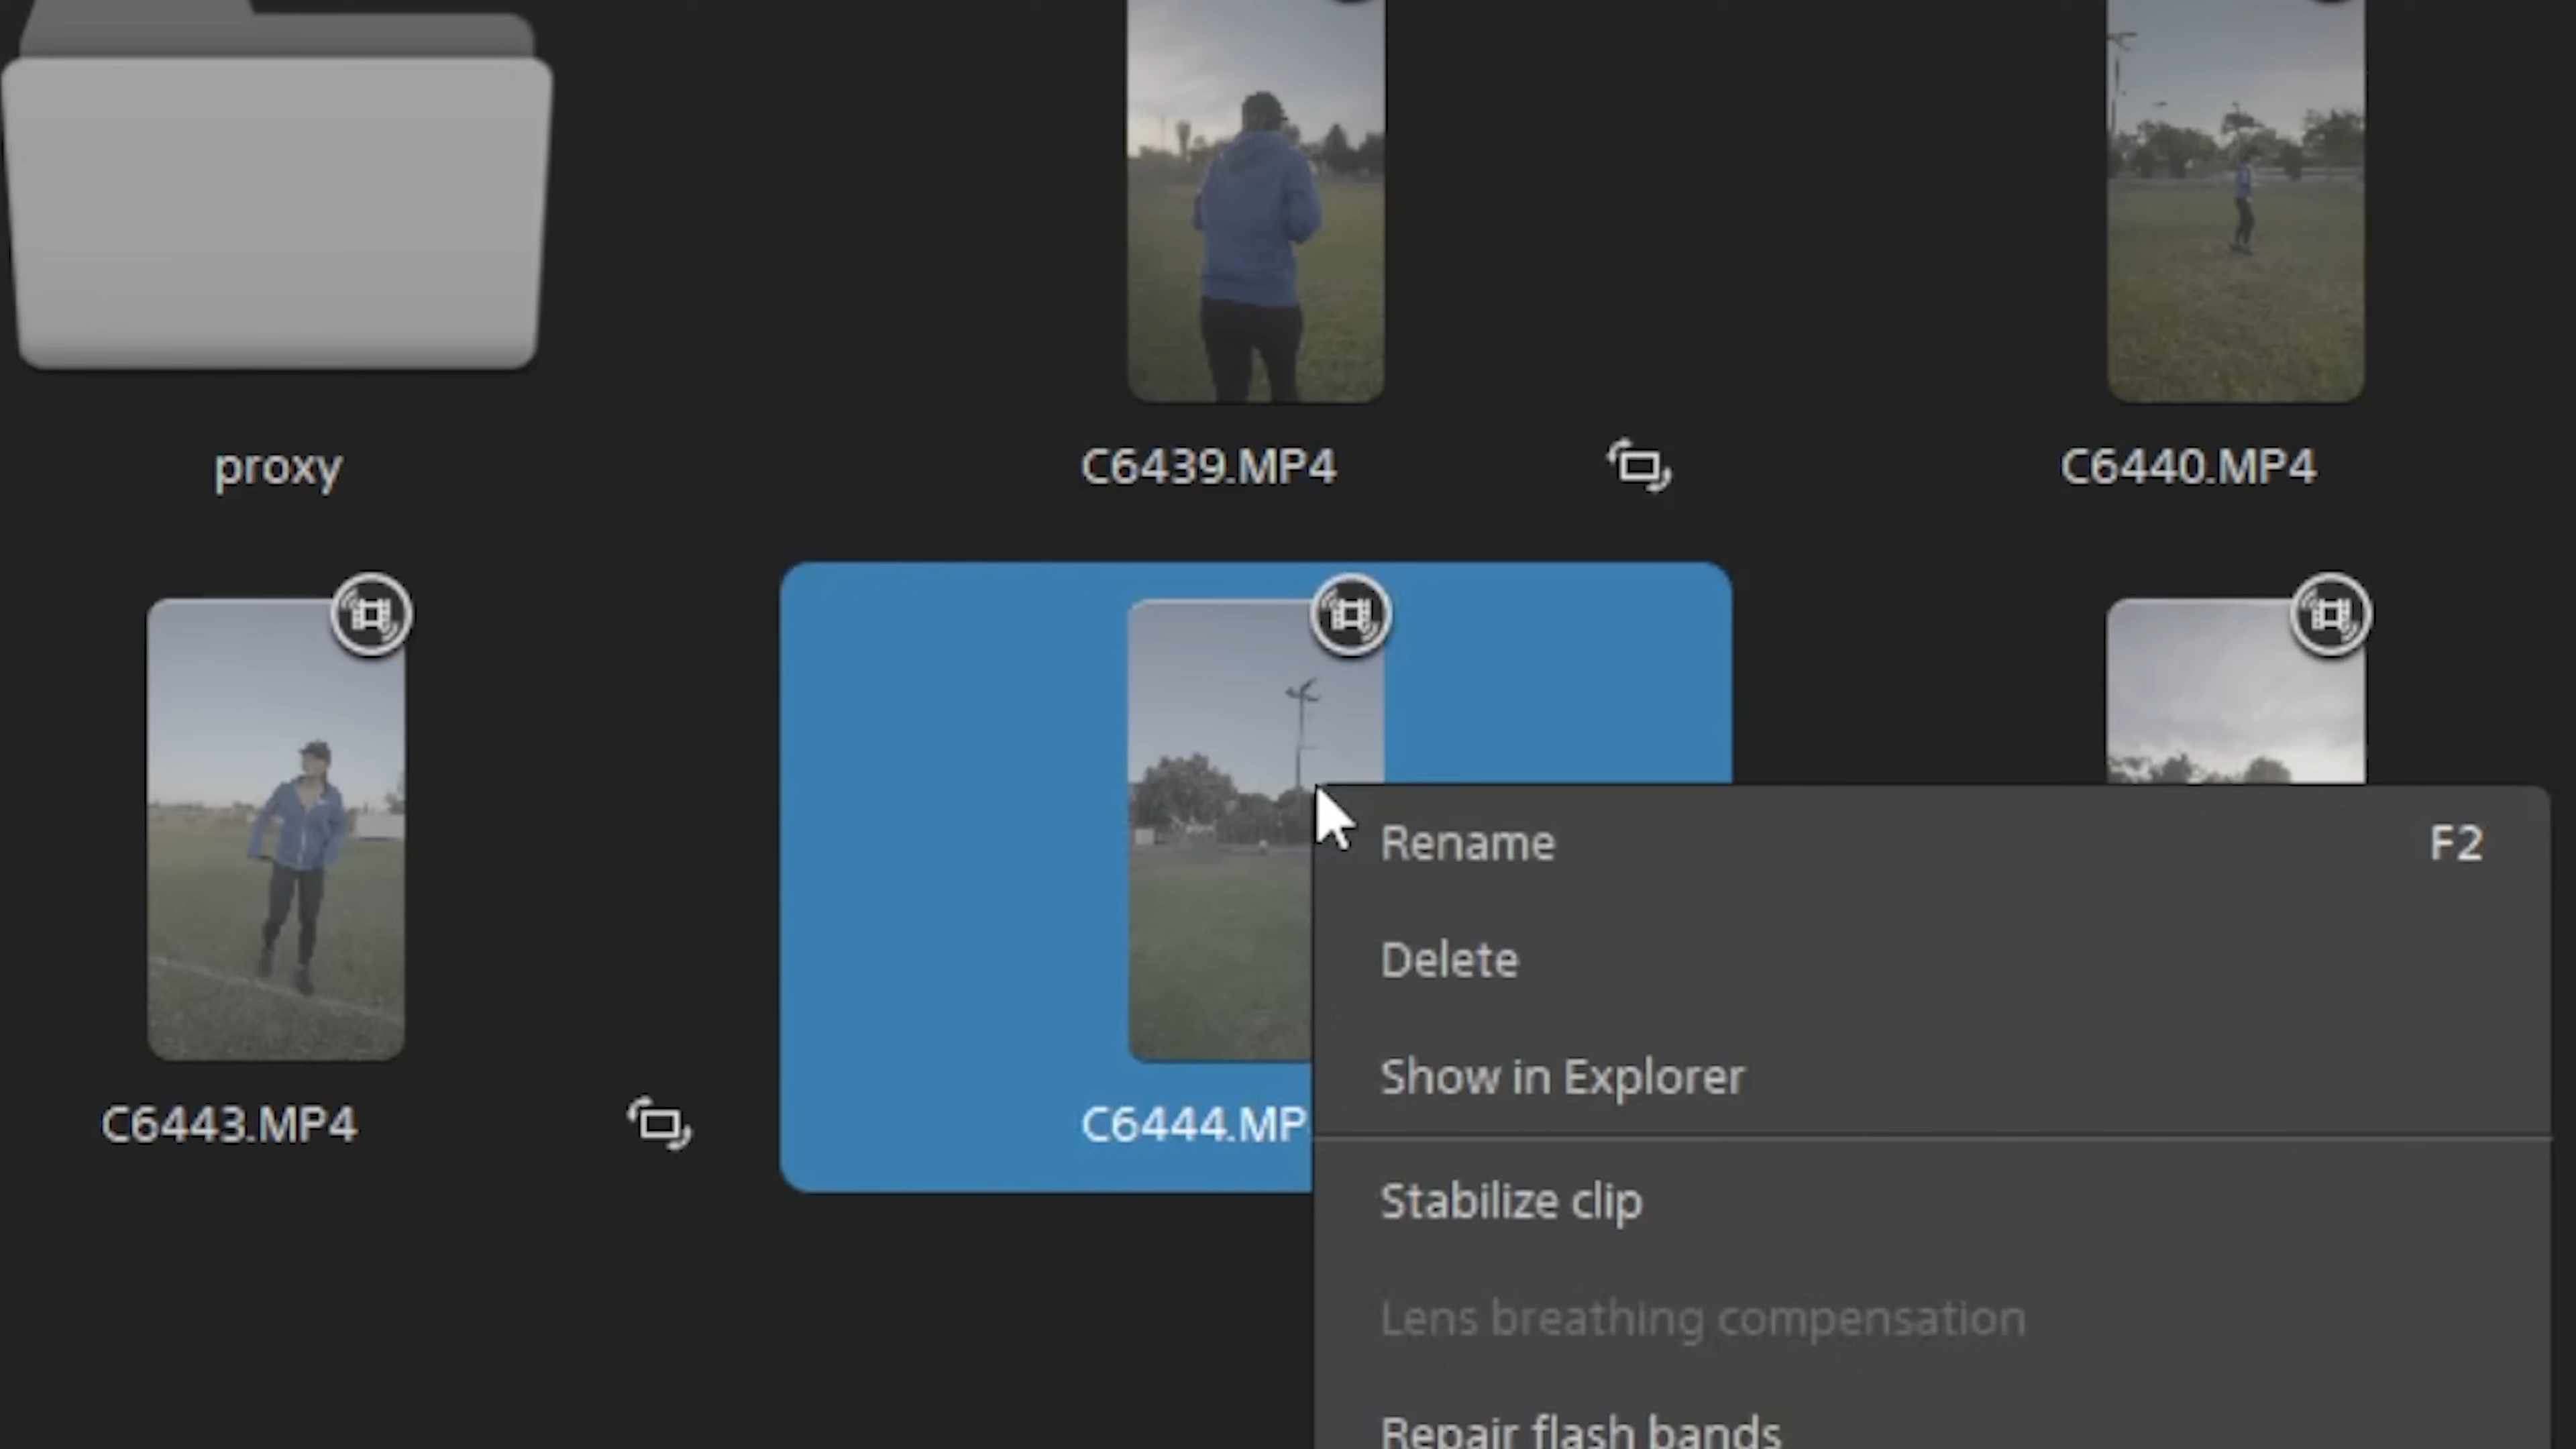 proxy
C6439.MP4
C6440.MP4
C6443.MP4
C6444.MP
Rename F2
Delete
Show in Explorer
Stabilize clip
Lens breathing compensation
Repair flash bands